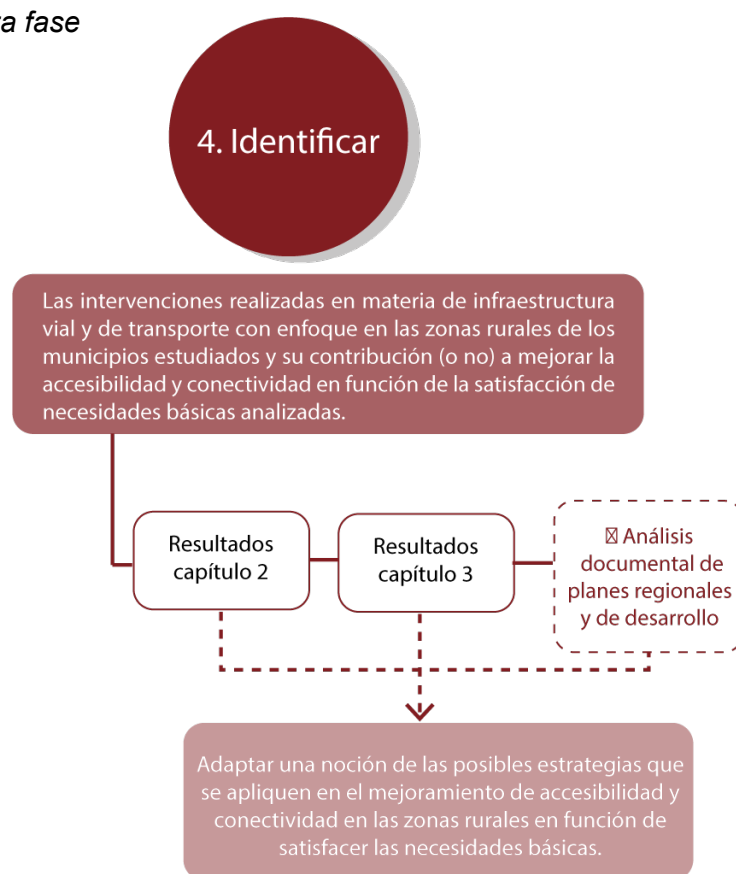 a fase
4. Identificar
Las intervenciones realizadas en materia de infraestructura
vial y de transporte con enfoque en las zonas rurales de los
municipios estudiados y su contribución (o no) a mejorar la
accesibilidad y conectividad en función de la satisfacción de
necesidades básicas analizadas.
Resultados
capítulo 2
Resultados
capítulo 3
Análisis
documental de
planes regionales
y de desarrollo
Adaptar una noción de las posibles estrategias que
se apliquen en el mejoramiento de accesibilidad y
conectividad en las zonas rurales en función de
satisfacer las necesidades básicas.